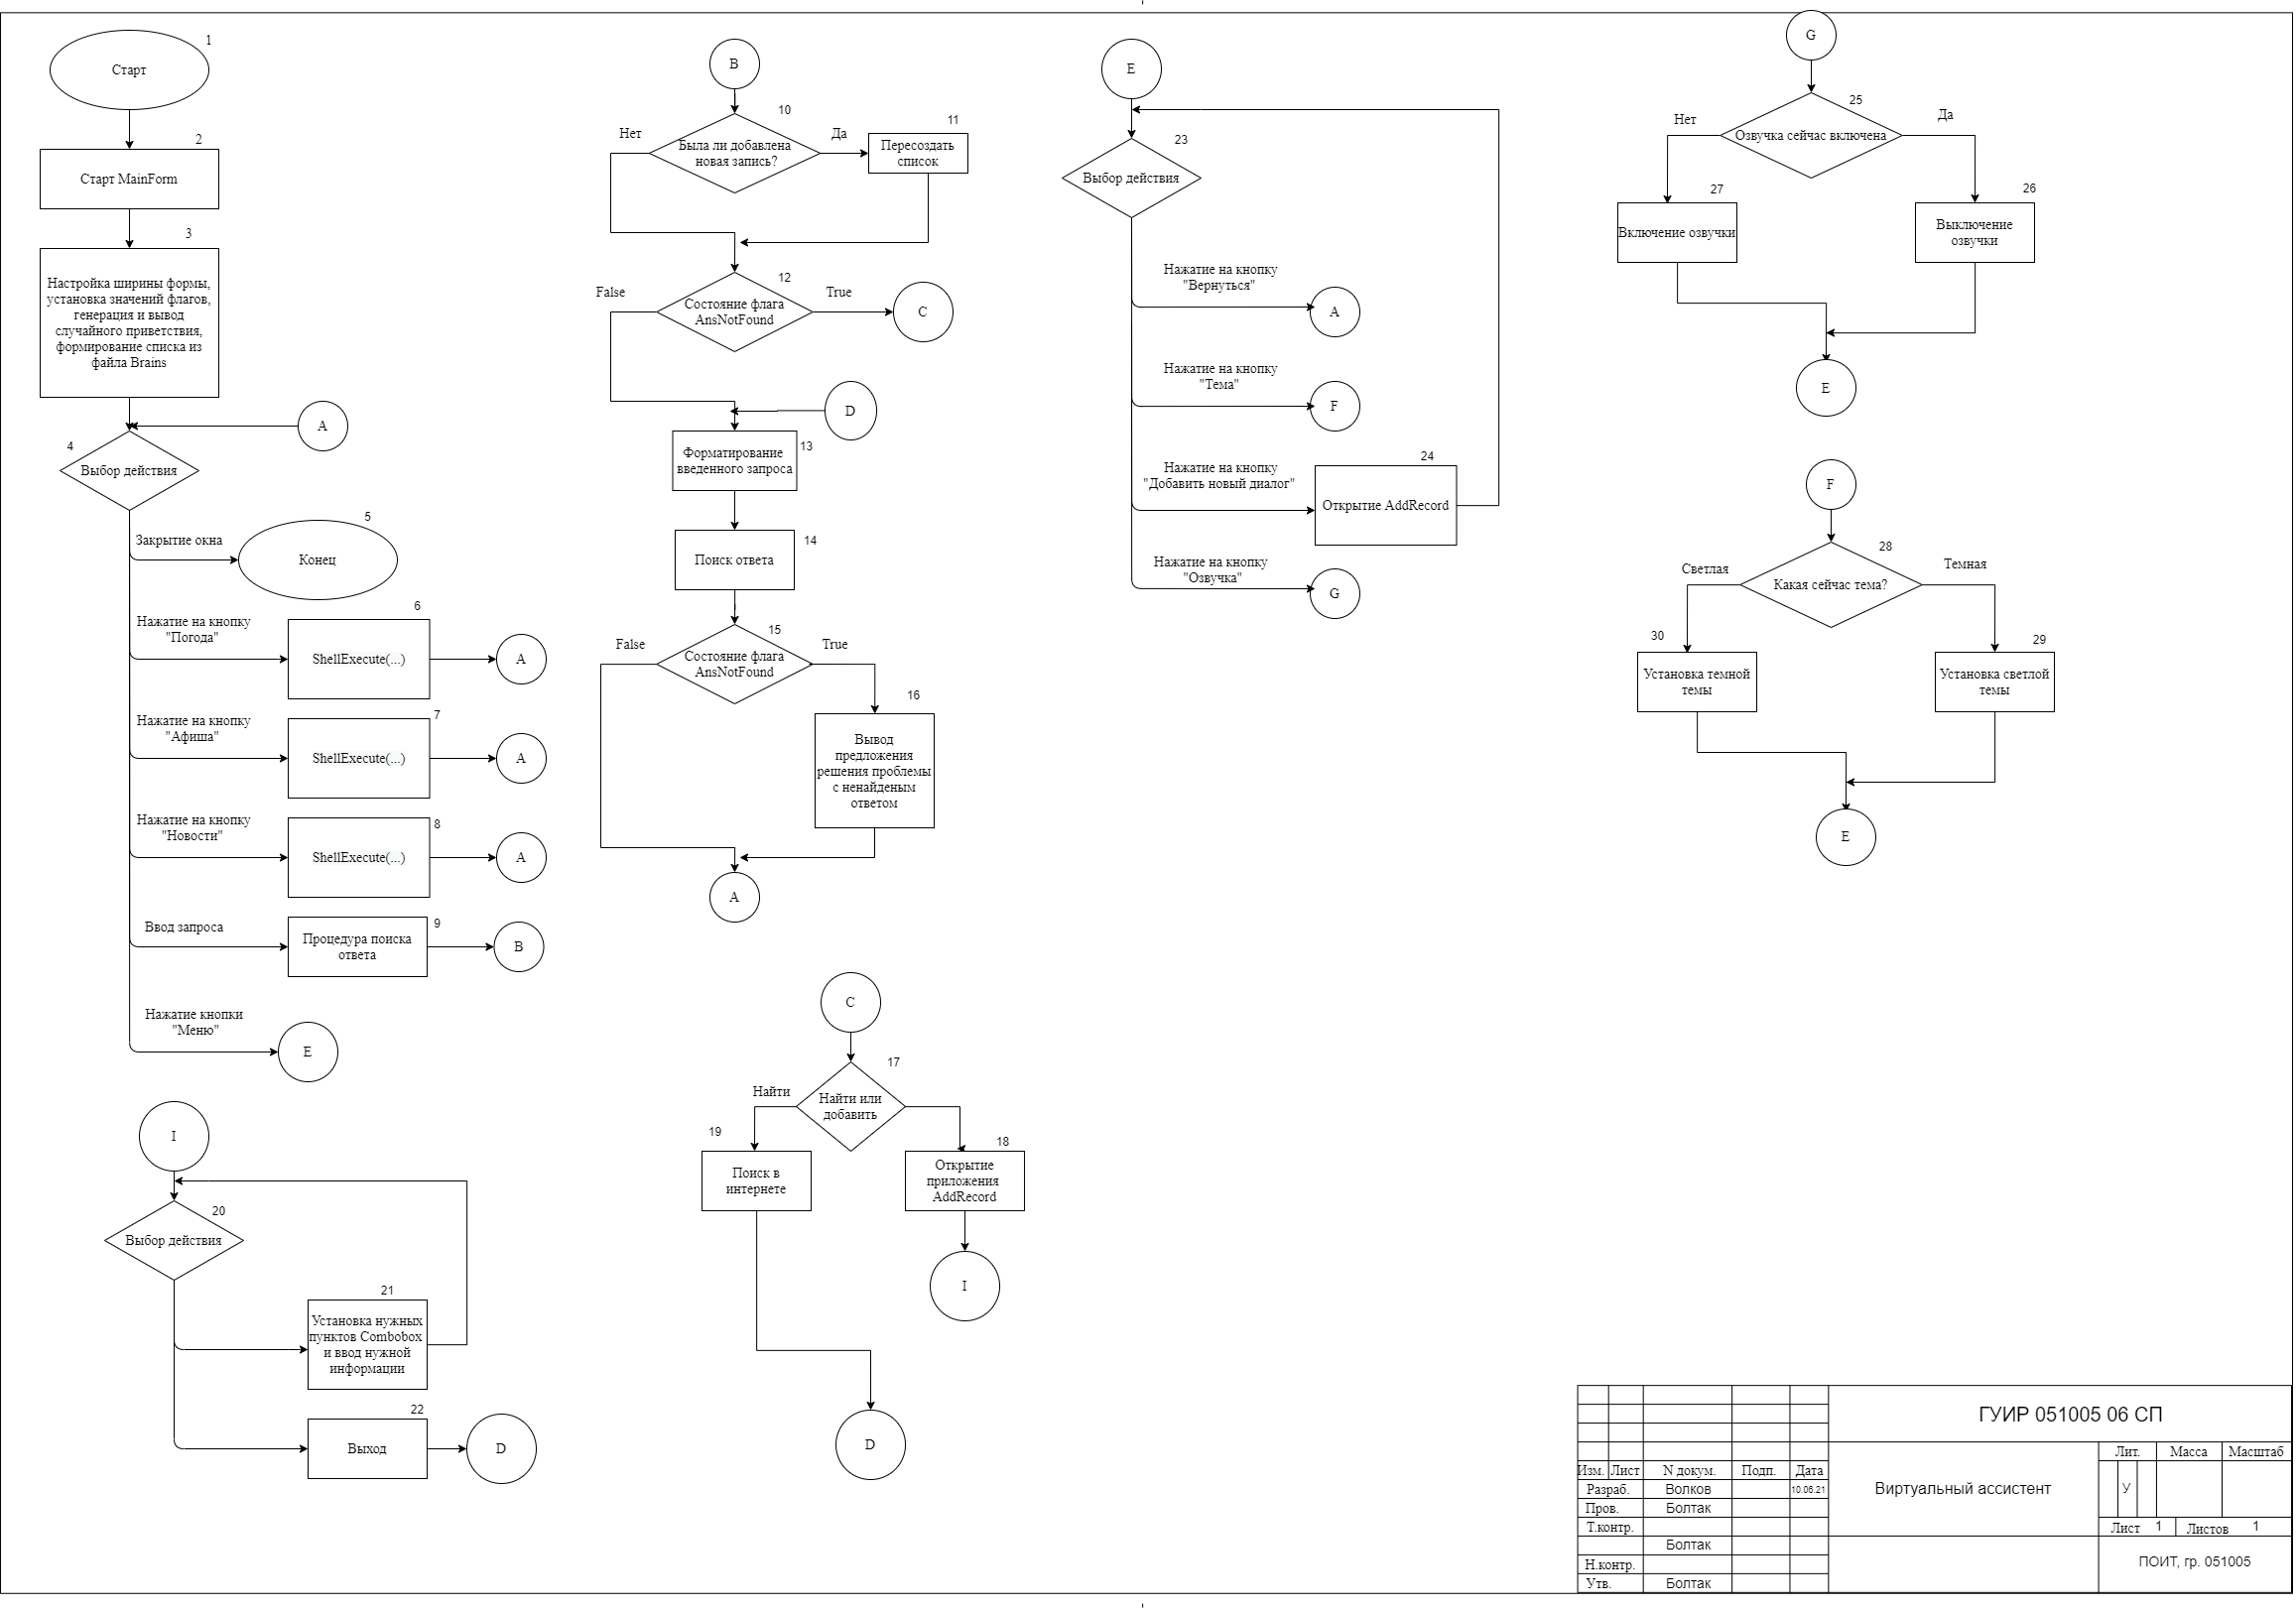 1
Старт
2
Старт MainForm
3
Настройка ширины формы,
установка значений флагов,
генерация и вывод
случайного приветствия,
формирование списка из
файла Brains
A
4
Выбор действия
5
Закрытие окна
Конец
6
Нажатие на кнопку
"Погода"
ShellExecute(...)
A
7
Нажатие на кнопку
"Афиша"
ShellExecute(...)
A
8
Нажатие на кнопку
"Новости"
ShellExecute(...)
A
9
Ввод запроса
Процедура поиска
ответа
B
Нажатие кнопки
"Меню"
E
I
20
Выбор действия
21
Установка нужных
пунктов Combobox
и ввод нужной
информации
22
Выход
D
B
10
Нет
Была ли добавлена
новая запись?
Да
11
Пересоздать
список
12
False
Состояние флага
AnsNotFound
True
C
D
13
Форматирование
введенного запроса
14
Поиск ответа
15
False
Состояние флага
AnsNotFound
True
16
Вывод
предложения
решения проблемы
с ненайденым
ответом
A
C
17
Найти
Найти или
добавить
19
Поиск в
интернете
18
Открытие
приложения
AddRecord
I
D
E
23
Выбор действия
Нажатие на кнопку
"Вернуться"
A
Нажатие на кнопку
"Тема"
F
24
Нажатие на кнопку
"Добавить новый диалог"
Открытие AddRecord
Нажатие на кнопку
"Озвучка"
G
G
25
Нет
Озвучка сейчас включена
Да
27
Включение озвучки
26
Выключение
озвучки
E
F
28
Светлая
Какая сейчас тема?
Темная
30
Установка темной
темы
29
Установка светлой
темы
E
ГУИР 051005 06 СП
Лит. Масса Масштаб
Изм. Лист N докум. Подп. Дата
Разраб. Волков 10.06.21
Виртуальный ассистент
У
Пров. Болтак
Т.контр.
Лист 1 Листов 1
Болтак
Н.контр.
ПОИТ, гр. 051005
Утв. Болтак